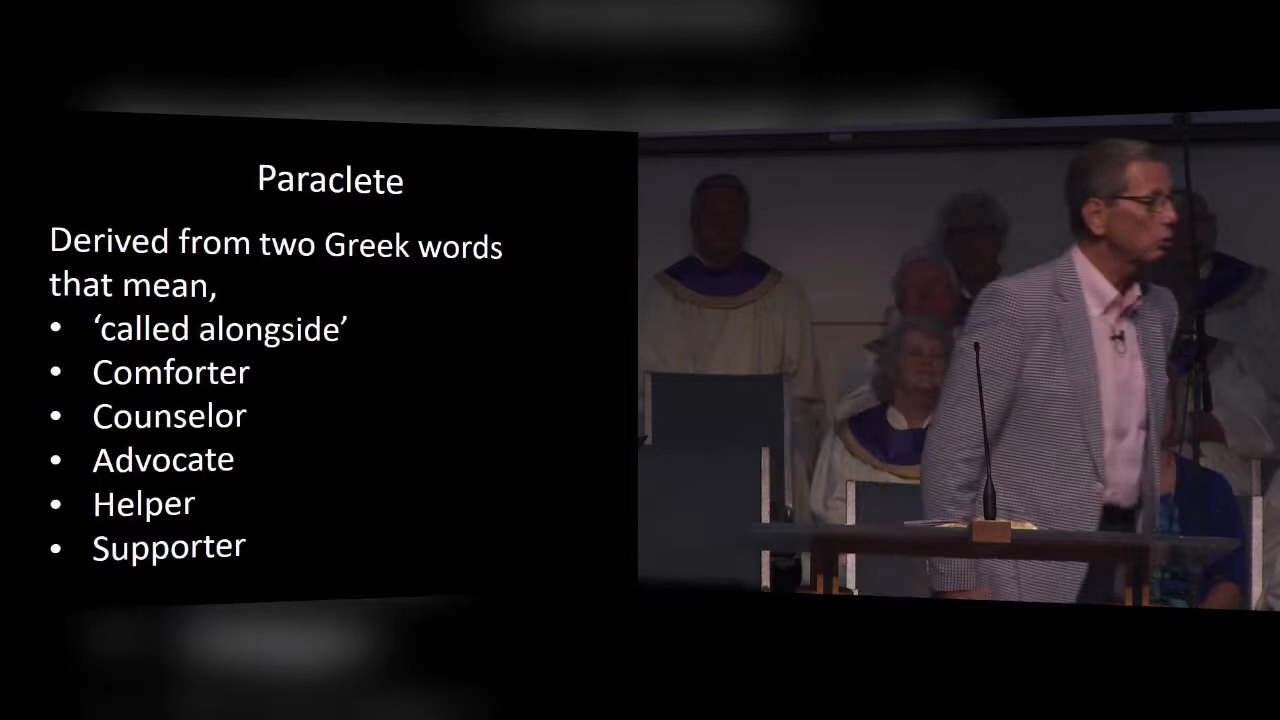 Paraclete
Derived from two Greek words
that mean,
• ‘called alongside’
• Comforter
• Counselor
• Advocate
• Helper
• Supporter